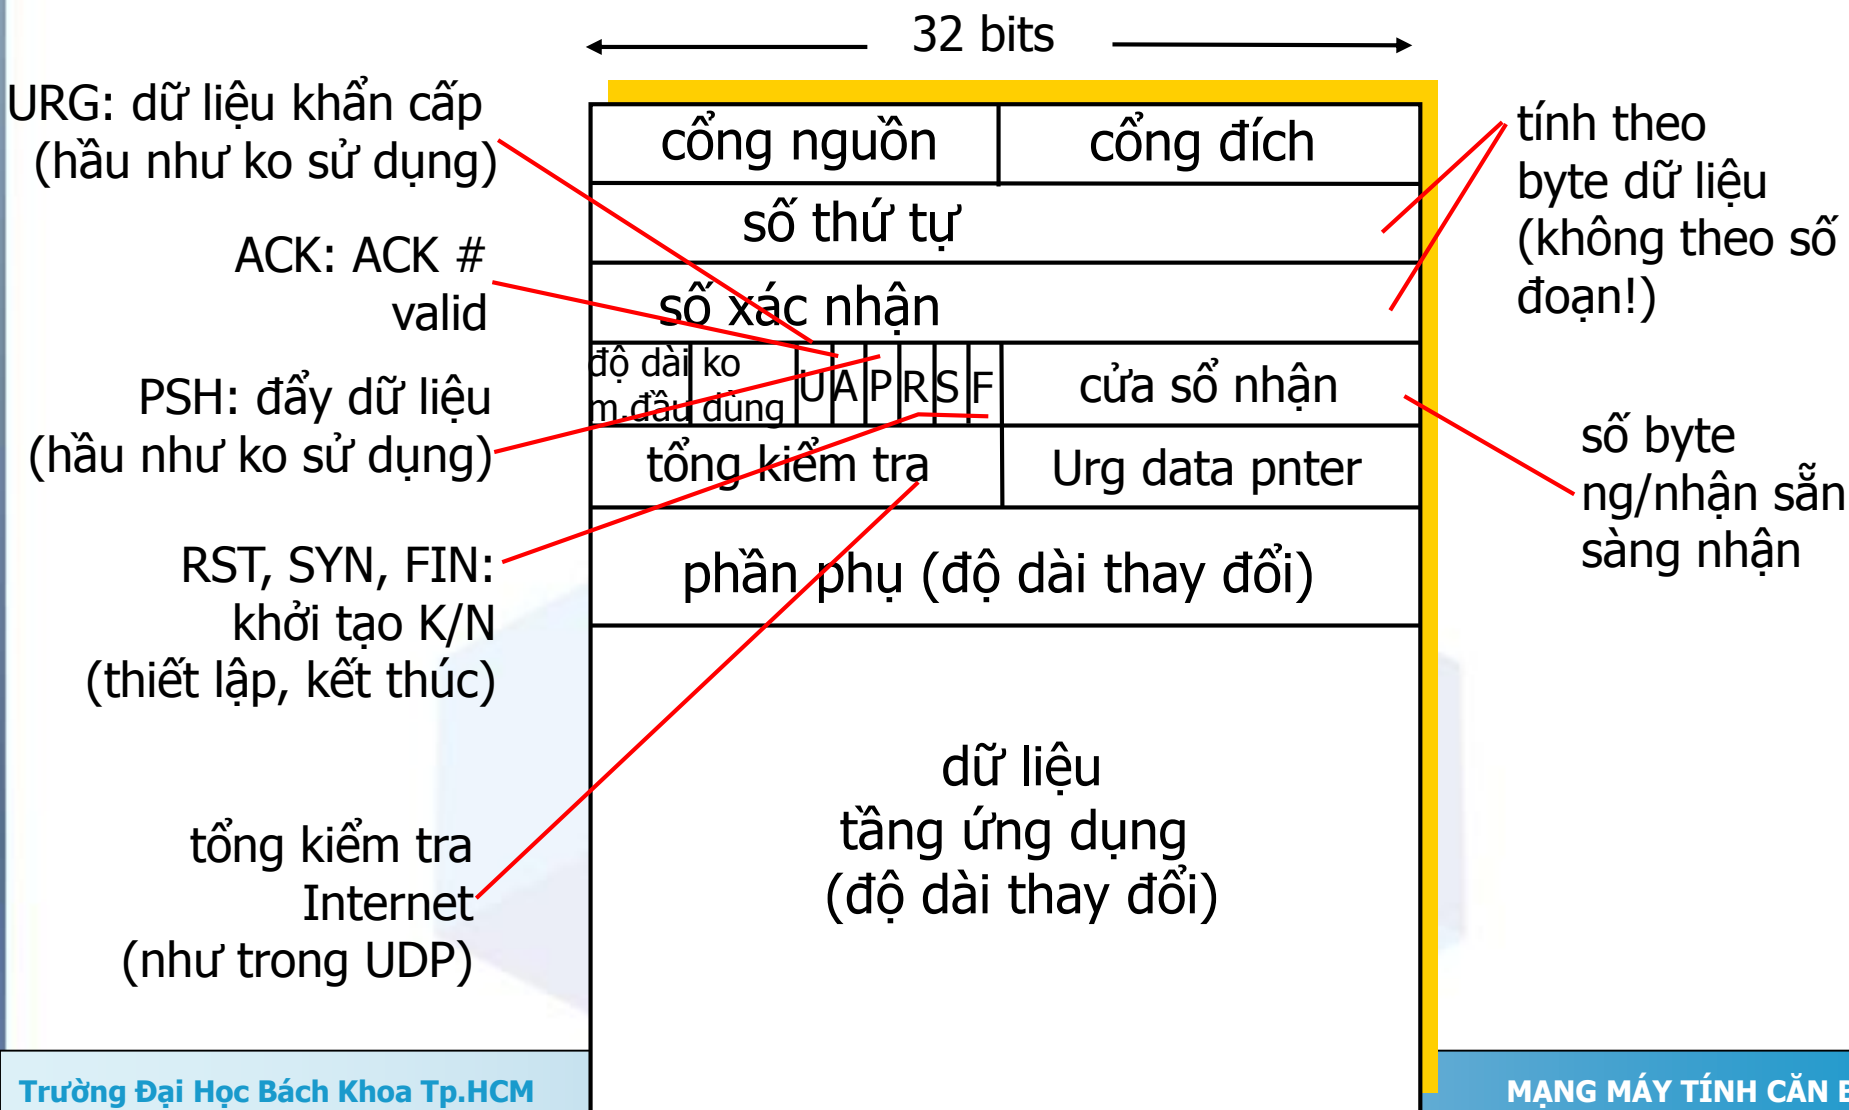 32 bits
URG: dữ liệu khẩn cấp
(hầu như ko sử dụng)
ACK: ACK #
valid
PSH: đẩy dữ liệu
(hầu như ko sử dụng)
RST, SYN, FIN:
khởi tạo K/N
(thiết lập, kết thúc)
tổng kiểm tra
Internet
(như trong UDP)
cổng nguồn
cổng đích
số thứ tự
số xác nhận
độ dài
m.đầu
ko
dùng
U
A
P
R
S
F
cửa sổ nhận
tổng kiểm tra
Urg data pnter
phần phụ (độ dài thay đổi)
dữ liệu
tầng ứng dụng
(độ dài thay đổi)
tính theo
byte dữ liệu
(không theo số
đoạn!)
số byte
ng/nhận sẵn
sàng nhận
Trường Đại Học Bách Khoa Tp.HCM
MẠNG MÁY TÍNH CĂN